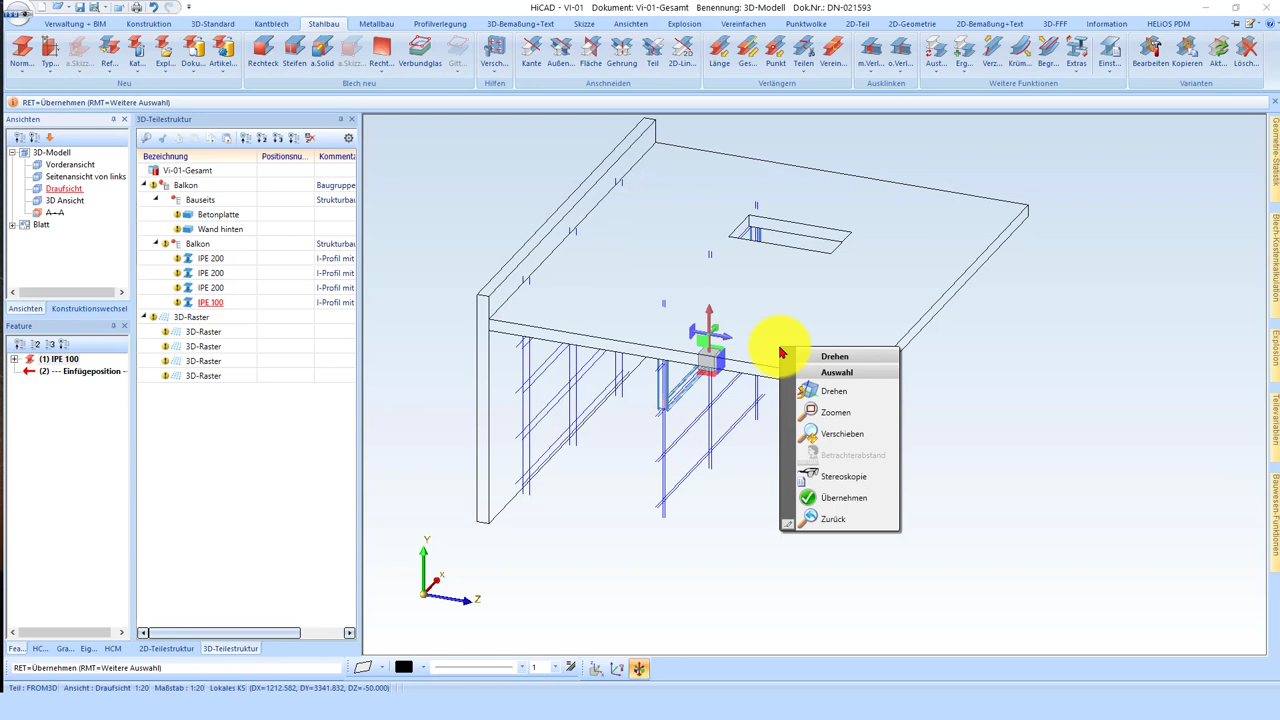 HiCAD - VI-01  Dokument: Vi-01-Gesamt  Benennung: 3D-Modell  Dok.Nr.: DN-021593
Verwaltung + BIM  Konstruktion  3D-Standard  Kantblech  Stahlbau  Metallbau  Profilverlegung  3D-Bemaßung+Text  Skizze  Ansichten  Explosion  Vereinfachen  Punktwolke  2D-Teil  2D-Geometrie  2D-Bemaßung+Text  3D-FFF  Information  HELiOS PDM
Norm...  Typ...  a.Skizz...  Ref...  Kat...  Expl...  Doku...  Artikel...  Rechteck  Steifen  a.Solid  Recht...  Verbundglas  Gitt...  Versch...  Kante  Außen...  Fläche  Gehrung  Teil  2D-Lin...  Länge  Ges...  Punkt  Teilen  Verein...  m.Verl...  o.Verl...  Aust...  Erg...  Verz...  Krüm...  Begr...  Extras  Einst...  Bearbeiten  Kopieren  Akt...  Lösch...
Neu  Blech neu  Hilfen  Anschneiden  Verlängern  Ausklinken  Weitere Funktionen  Varianten
RET=Übernehmen (RMT=Weitere Auswahl)
Ansichten
3D-Modell
Vorderansicht
Seitenansicht von links
Draufsicht
3D Ansicht
A-A
Blatt
Ansichten  Konstruktionswechsel
Feature
(1) IPE 100
(2) --- Einfügeposition --
Fea...  HC...  Gra...  Eig...  HCM
3D-Teilestruktur
Bezeichnung  Positionsnu...  Komment
Vi-01-Gesamt
Balkon  Baugruppe
Bauseits  Strukturba
Betonplatte
Wand hinten
Balkon  Strukturba
IPE 200  I-Profil mit
IPE 200  I-Profil mit
IPE 200  I-Profil mit
IPE 100  I-Profil mit
3D-Raster
3D-Raster
3D-Raster
3D-Raster
3D-Raster
2D-Teilestruktur  3D-Teilestruktur
Drehen
Auswahl
Drehen
Zoomen
Verschieben
Betrachterabstand
Stereoskopie
Übernehmen
Zurück
Y
X
Z
Geometrie-Statistik
Blech-Kostenkalkulation
Explosion
Teilevariablen
Bauwesen-Funktionen
RET=Übernehmen (RMT=Weitere Auswahl)  1
Teil : FROM3D  Ansicht : Draufsicht 1:20  Maßstab : 1:20  Lokales KS  (DX=1212.582, DY=3341.832, DZ=-50.000)